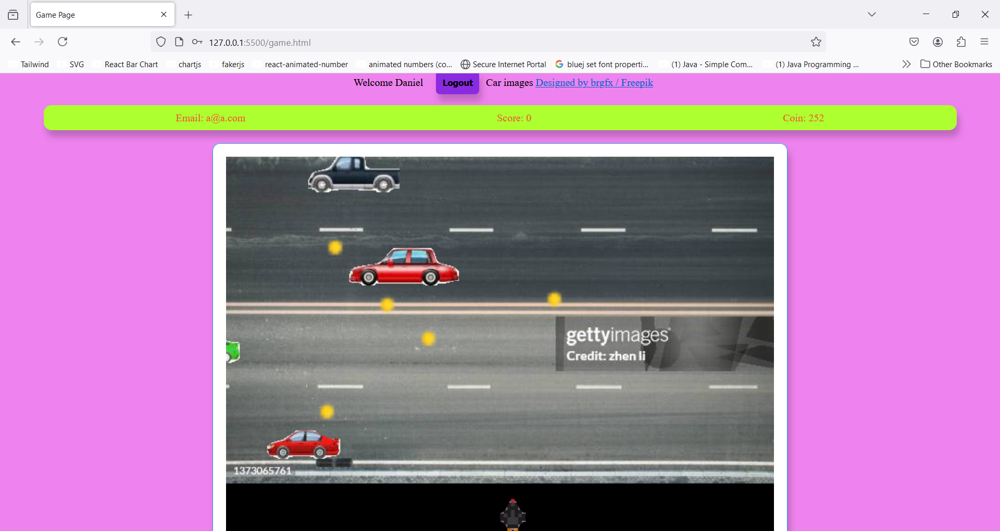 Game Page
127.0.0.1:5500/game.html
Tailwind SVG React Bar Chart chartjs fakerjs react-animated-number animated numbers (co... Secure Internet Portal bluej set font properti... (1) Java - Simple Com... (1) Java Programming ... Other Bookmarks
Welcome Daniel Logout Car images Designed by brgfx / Freepik
Email: a@a.com Score: 0 Coin: 252
gettyimages
Credit: zhen li
1373065761